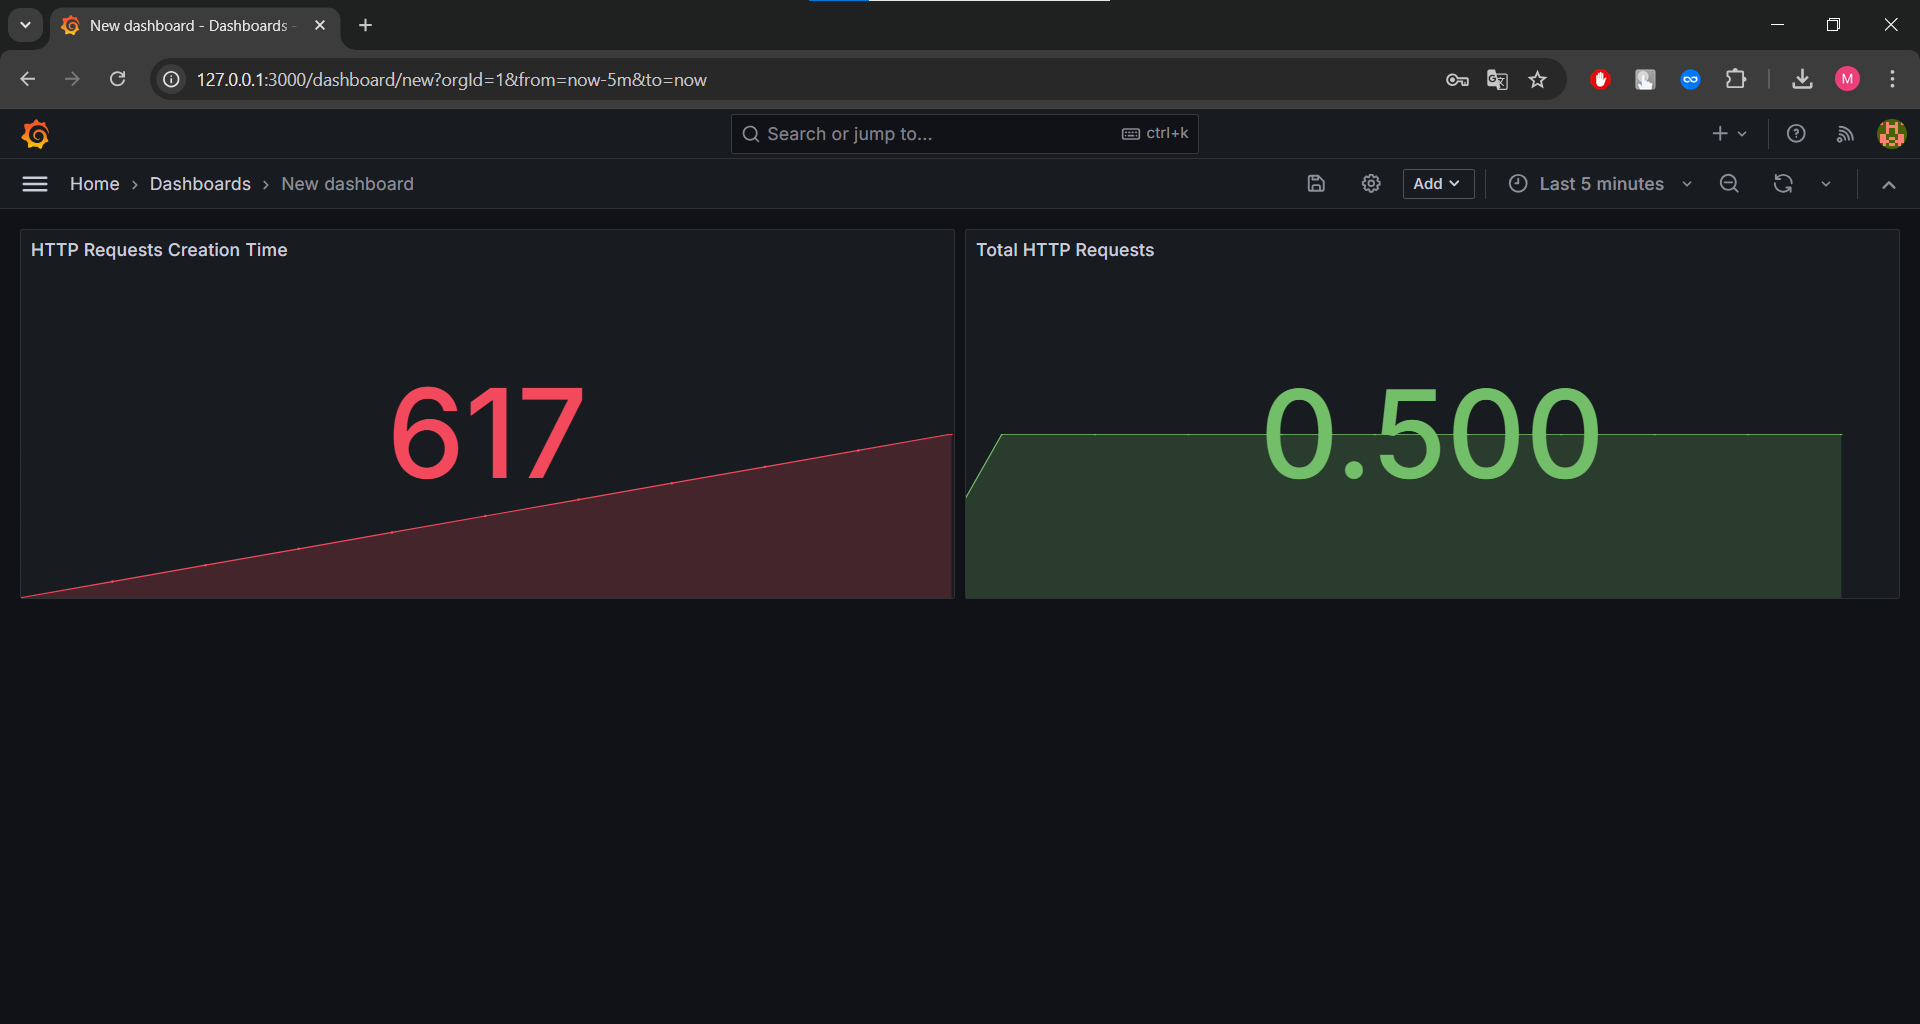 New dashboard - Dashboards -
127.0.0.1:3000/dashboard/new?orgId=1&from=now-5m&to=now
M
Search or jump to...
ctrl+k
Home › Dashboards › New dashboard
Add
Last 5 minutes
HTTP Requests Creation Time
617
Total HTTP Requests
0.500